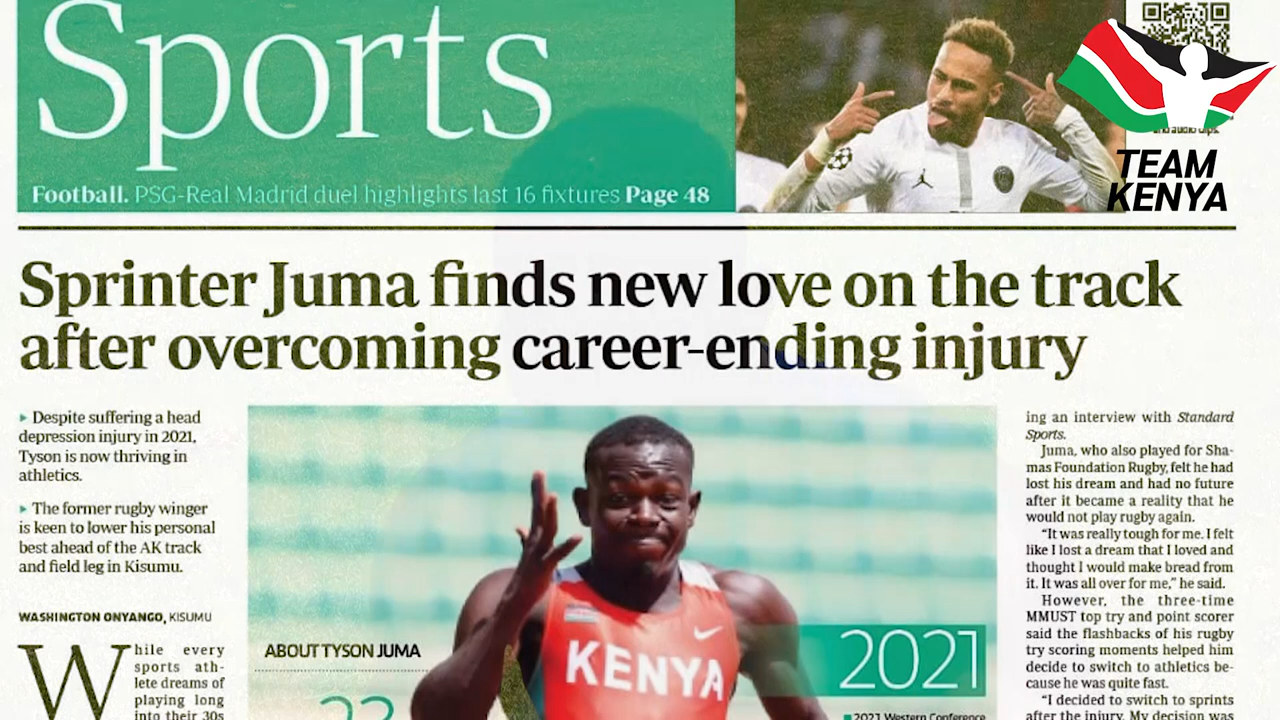 Sports
Football. PSG-Real Madrid duel highlights last 16 fixtures Page 48
and audio clips.
TEAM
KENYA
Sprinter Juma finds new love on the track
after overcoming career-ending injury
▸ Despite suffering a head
depression injury in 2021,
Tyson is now thriving in
athletics.
▸ The former rugby winger
is keen to lower his personal
best ahead of the AK track
and field leg in Kisumu.
WASHINGTON ONYANGO, KISUMU
While every
sports ath-
lete dreams of
playing long
into their 30s
ABOUT TYSON JUMA
KENYA
2021
■ 2021 Western Conference
ing an interview with Standard
Sports.
Juma, who also played for Sha-
mas Foundation Rugby, felt he had
lost his dream and had no future
after it became a reality that he
would not play rugby again.
“It was really tough for me. I felt
like I lost a dream that I loved and
thought I would make bread from
it. It was all over for me,” he said.
However, the three-time
MMUST top try and point scorer
said the flashbacks of his rugby
try scoring moments helped him
decide to switch to athletics be-
cause he was quite fast.
“I decided to switch to sprints
after the injury. My decision was